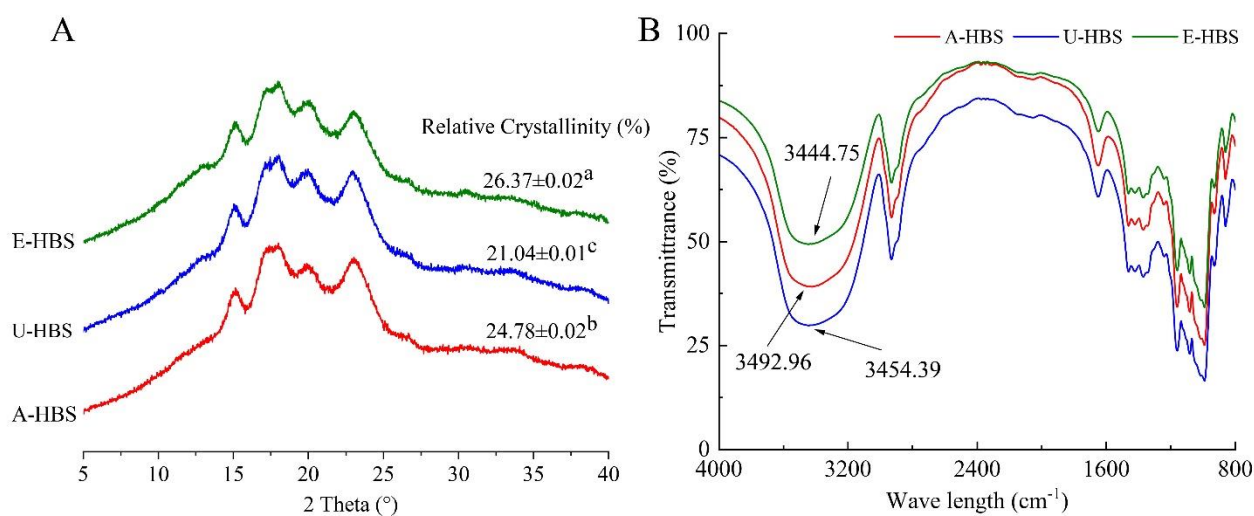 A
Relative Crystallinity (%)
26.37±0.02a
E-HBS
21.04±0.01c
U-HBS
24.78±0.02b
A-HBS
5 10 15 20 25 30 35 40
2 Theta (°)
B
A-HBS U-HBS E-HBS
100
75
50
25
0
Transmittrance (%)
3444.75
3492.96
3454.39
4000 3200 2400 1600 800
Wave length (cm-1)